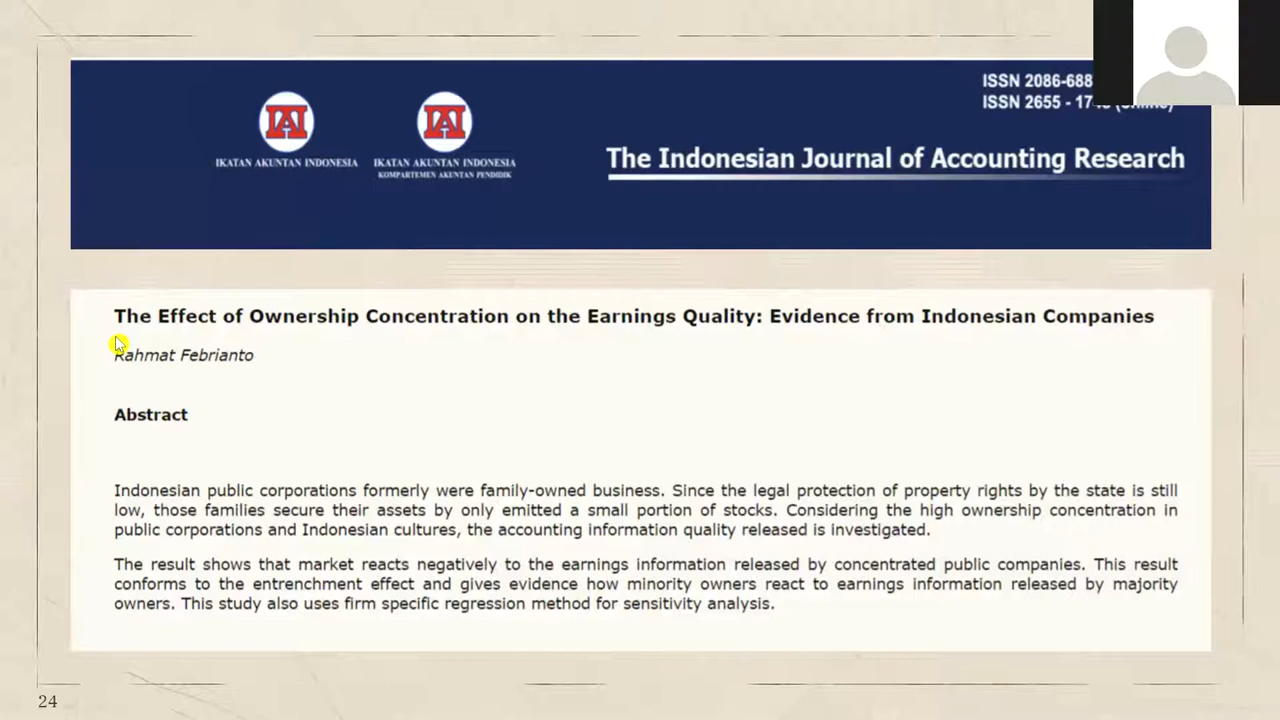 ISSN 2086-688
ISSN 2655 - 17 (Online)
IKATAN AKUNTAN INDONESIA
IKATAN AKUNTAN INDONESIA
KOMPARTEMEN AKUNTAN PENDIDIK
The Indonesian Journal of Accounting Research
The Effect of Ownership Concentration on the Earnings Quality: Evidence from Indonesian Companies
Rahmat Febrianto
Abstract
Indonesian public corporations formerly were family-owned business. Since the legal protection of property rights by the state is still
low, those families secure their assets by only emitted a small portion of stocks. Considering the high ownership concentration in
public corporations and Indonesian cultures, the accounting information quality released is investigated.
The result shows that market reacts negatively to the earnings information released by concentrated public companies. This result
conforms to the entrenchment effect and gives evidence how minority owners react to earnings information released by majority
owners. This study also uses firm specific regression method for sensitivity analysis.
24